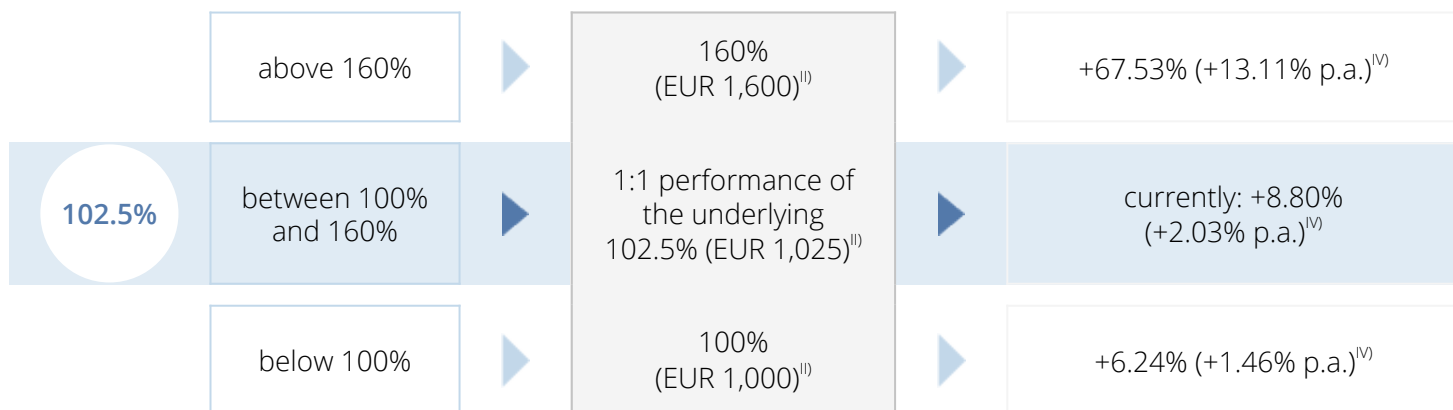 above 160%
160%
(EUR 1,600)II)
+67.53% (+13.11% p.a.)IV)
102.5%
between 100%
and 160%
1:1 performance of
the underlying
102.5% (EUR 1,025)II)
currently: +8.80%
(+2.03% p.a.)IV)
below 100%
100%
(EUR 1,000)II)
+6.24% (+1.46% p.a.)IV)